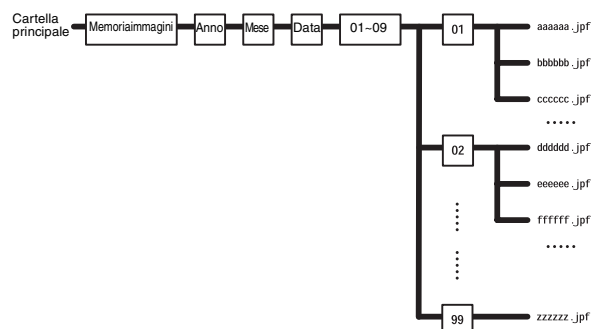 Cartella
principale
Memoriaimmagini
Anno
Mese
Data
01~09
01
aaaaaa.jpf
bbbbbb.jpf
cccccc.jpf
.....
02
dddddd.jpf
eeeeee.jpf
ffffff.jpf
.....
99
zzzzzz.jpf